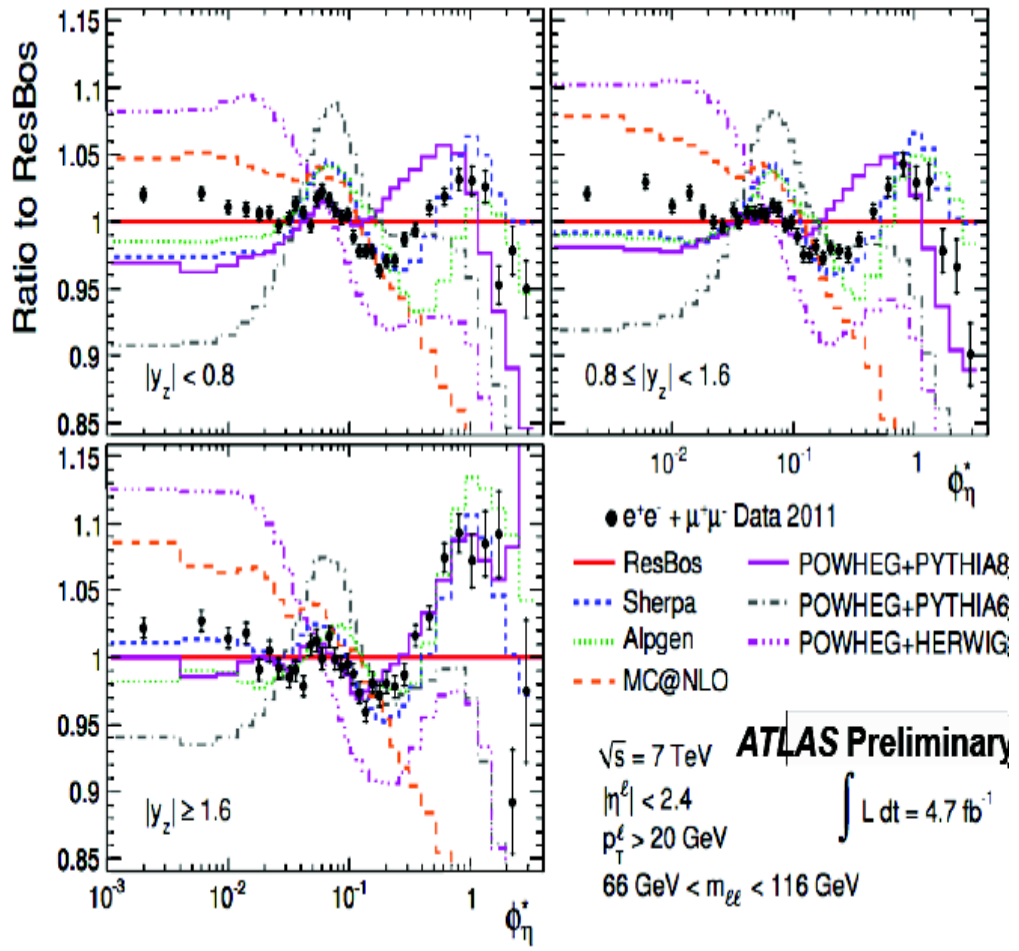 Ratio to ResBos
1.15
1.1
1.05
1
0.95
0.9
0.85
|y_z| < 0.8
0.8 ≤ |y_z| < 1.6
10^-2 10^-1 1
ϕ*_η
1.15
1.1
1.05
1
0.95
0.9
0.85
|y_z| ≥ 1.6
10^-3 10^-2 10^-1 1
ϕ*_η
e⁺e⁻ + μ⁺μ⁻ Data 2011
ResBos
Sherpa
Alpgen
MC@NLO
POWHEG+PYTHIA8
POWHEG+PYTHIA6
POWHEG+HERWIG
ATLAS Preliminary
√s = 7 TeV
|η^ℓ| < 2.4
p_T^ℓ > 20 GeV
66 GeV < m_ℓℓ < 116 GeV
∫ L dt = 4.7 fb^-1